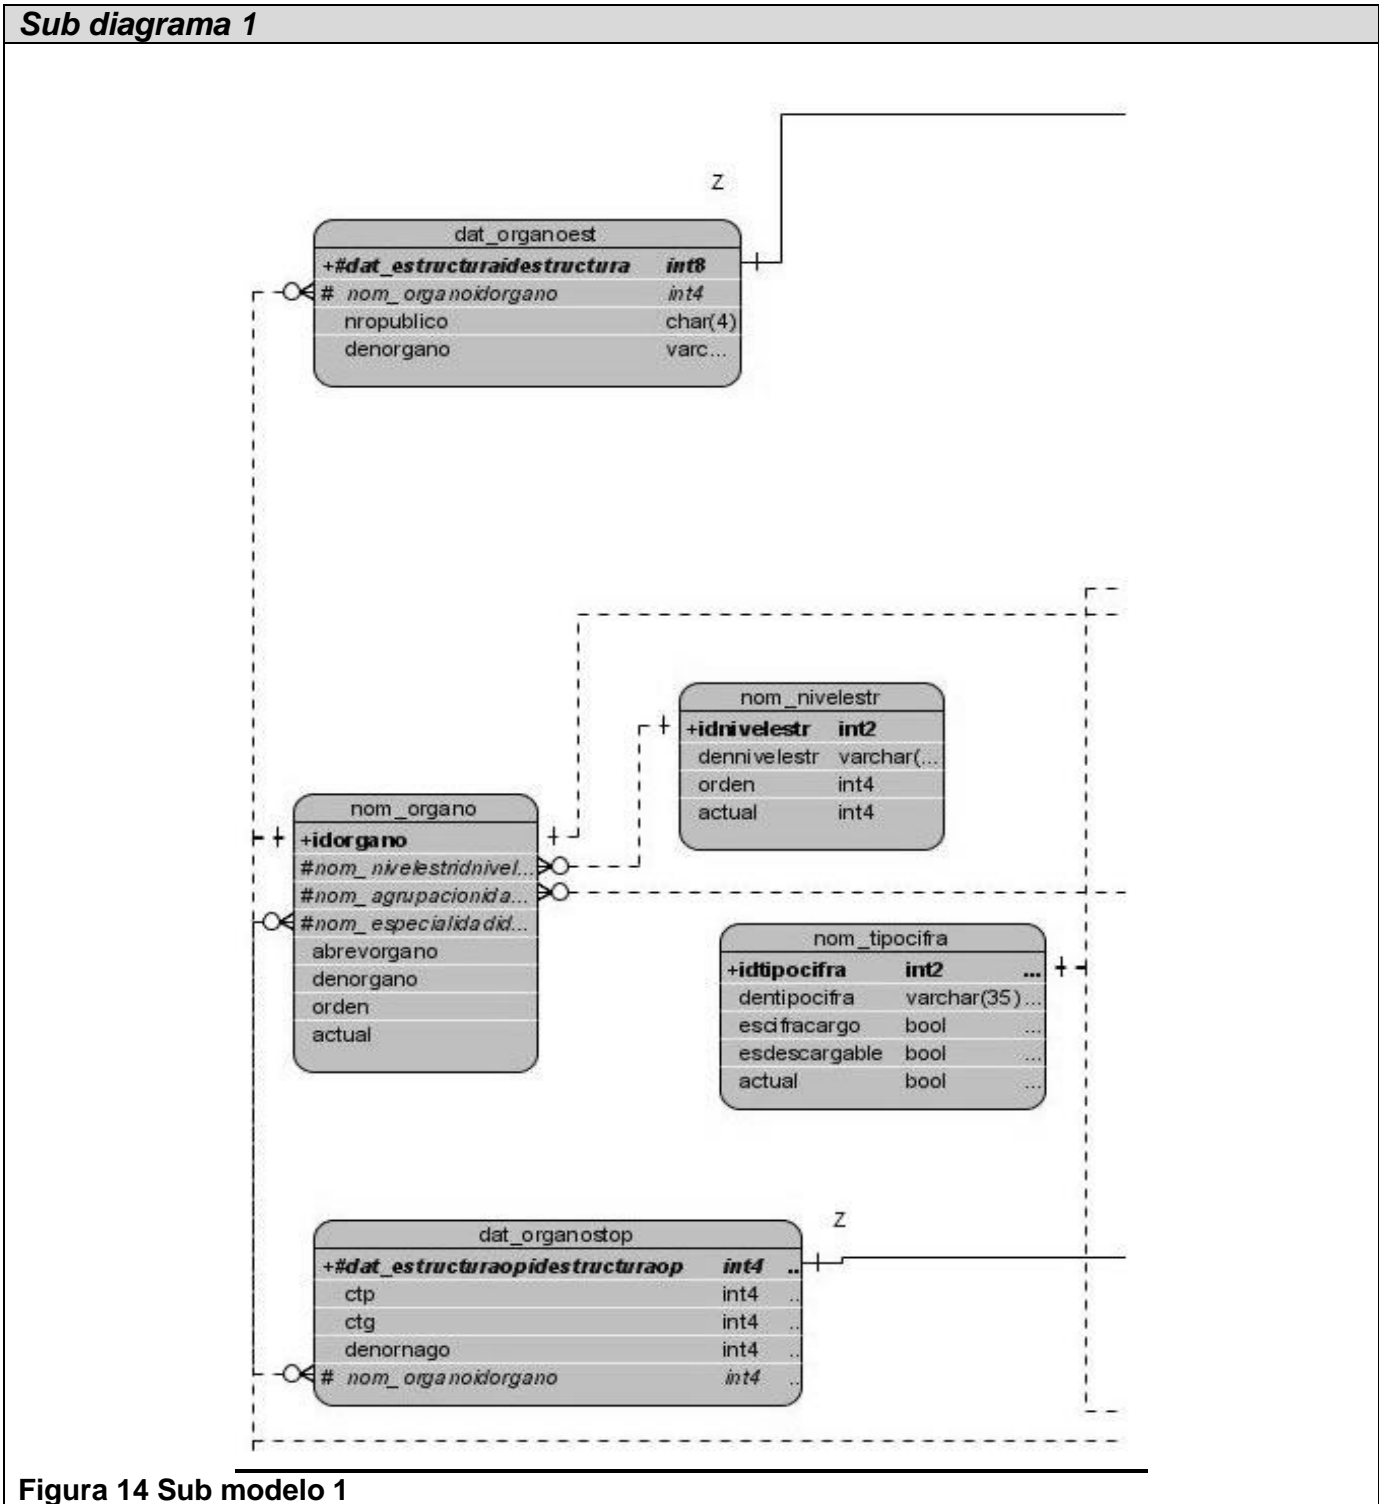 Sub diagrama 1
Z
dat_organoest
+#dat_estructuraidestructura int8
# nom_organoidorgano int4
nropublico char(4)
denorgano varc...
nom_nivelestr
+idnivelestr int2
dennivelestr varchar(...
orden int4
actual int4
nom_organo
+idorgano
#nom_nivelestridnivel...
#nom_agrupacionida...
#nom_especialidadid...
abrevorgano
denorgano
orden
actual
nom_tipocifra
+idtipocifra int2 ...
dentipocifra varchar(35)...
escifracargo bool ...
esdescargable bool ...
actual bool ...
Z
dat_organostop
+#dat_estructuraopidestructuraop int4 ..
ctp int4 ..
ctg int4 ..
denornago int4 ..
# nom_organoidorgano int4 ..
Figura 14 Sub modelo 1